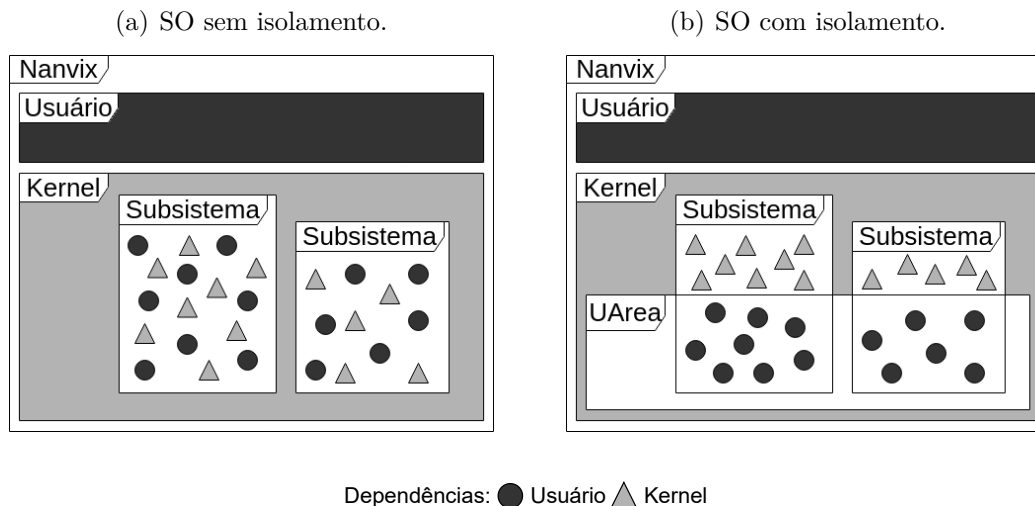 (a) SO sem isolamento.
Nanvix
Usuário
Kernel
Subsistema
Subsistema
(b) SO com isolamento.
Nanvix
Usuário
Kernel
Subsistema
Subsistema
UArea
Dependências: Usuário Kernel